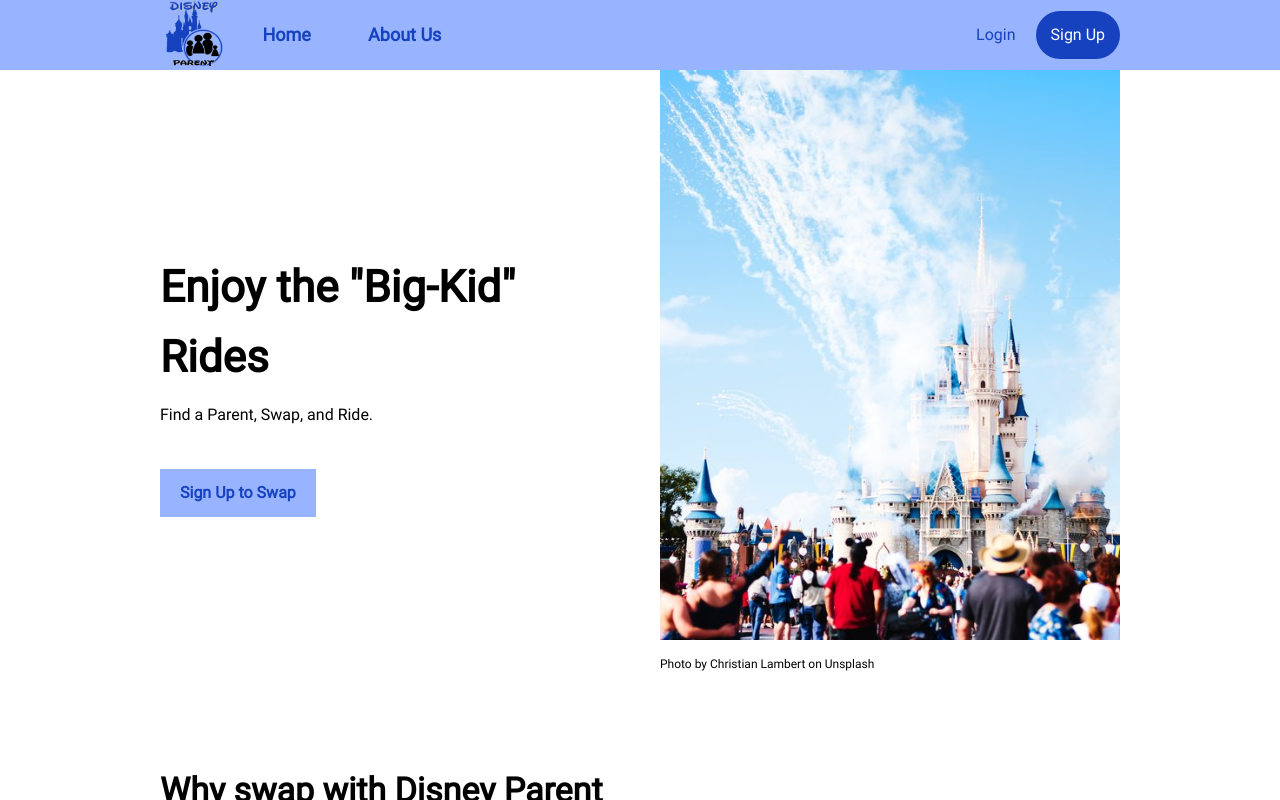 DISNEY
PARENT
Home
About Us
Login
Sign Up
Enjoy the "Big-Kid"
Rides
Find a Parent, Swap, and Ride.
Sign Up to Swap
Photo by Christian Lambert on Unsplash
Why swap with Disney Parent